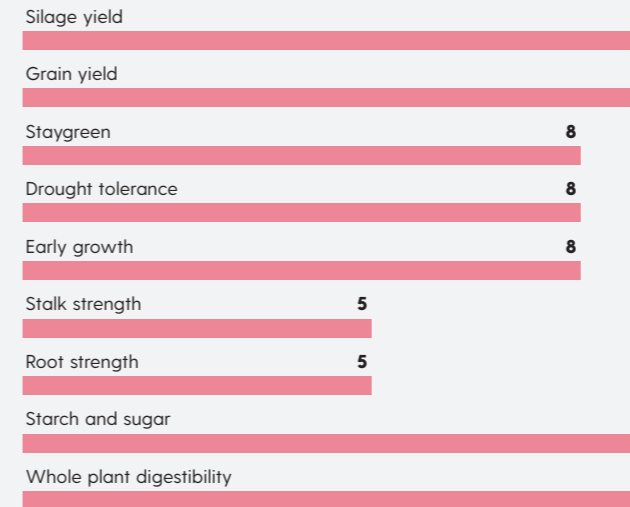 Silage yield
Grain yield
Staygreen 8
Drought tolerance 8
Early growth 8
Stalk strength 5
Root strength 5
Starch and sugar
Whole plant digestibility